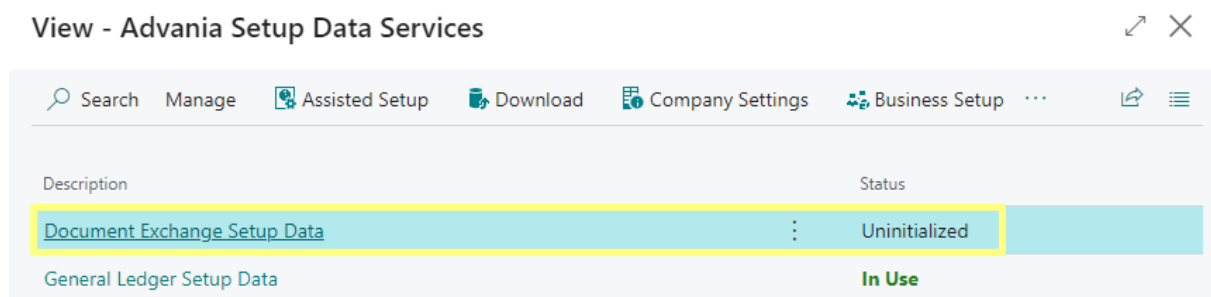 View - Advania Setup Data Services
Search Manage Assisted Setup Download Company Settings Business Setup ...
Description Status
Document Exchange Setup Data Uninitialized
General Ledger Setup Data In Use